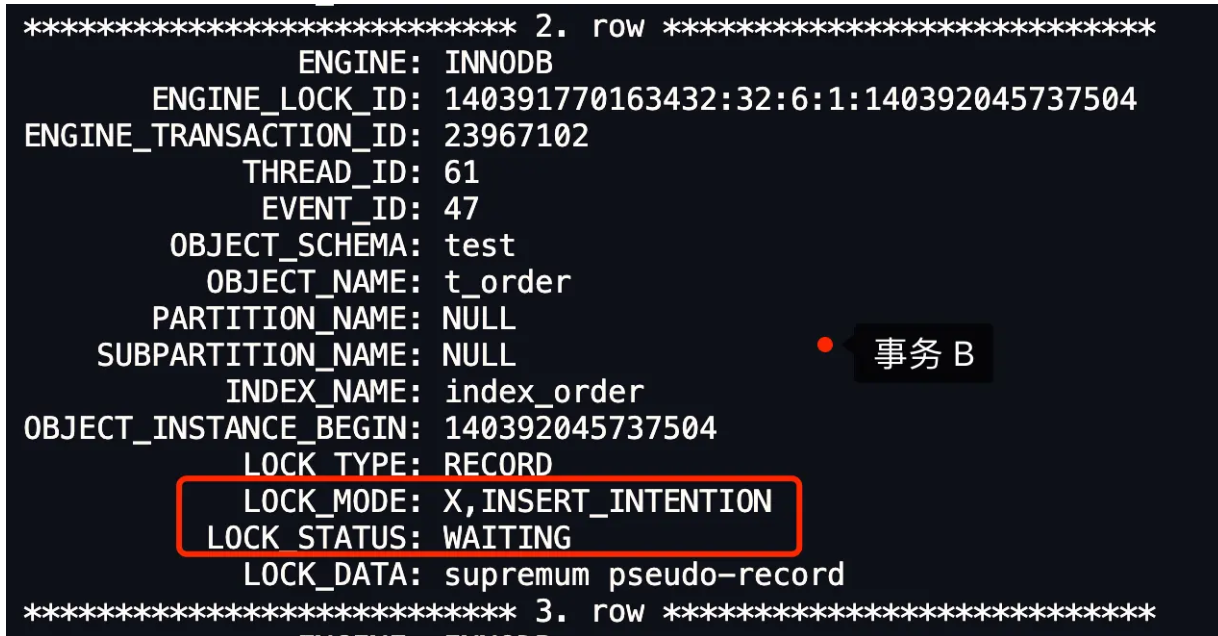 *************************** 2. row ***************************
ENGINE: INNODB
ENGINE_LOCK_ID: 140391770163432:32:6:1:140392045737504
ENGINE_TRANSACTION_ID: 23967102
THREAD_ID: 61
EVENT_ID: 47
OBJECT_SCHEMA: test
OBJECT_NAME: t_order
PARTITION_NAME: NULL
SUBPARTITION_NAME: NULL
事务 B
INDEX_NAME: index_order
OBJECT_INSTANCE_BEGIN: 140392045737504
LOCK_TYPE: RECORD
LOCK_MODE: X,INSERT_INTENTION
LOCK_STATUS: WAITING
LOCK_DATA: supremum pseudo-record
*************************** 3. row ***************************